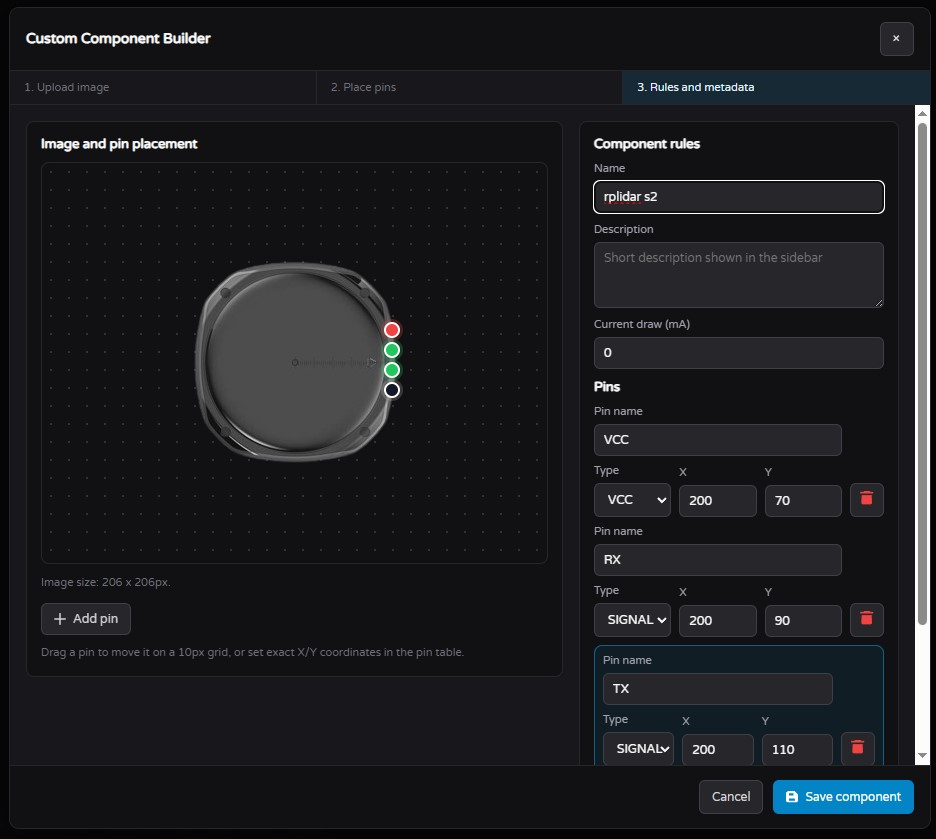 Custom Component Builder
×
1. Upload image
2. Place pins
3. Rules and metadata
Image and pin placement
Image size: 206 x 206px.
+ Add pin
Drag a pin to move it on a 10px grid, or set exact X/Y coordinates in the pin table.
Component rules
Name
rplidar s2
Description
Short description shown in the sidebar
Current draw (mA)
0
Pins
Pin name
VCC
Type X Y
VCC 200 70
Pin name
RX
Type X Y
SIGNAL 200 90
Pin name
TX
Type X Y
SIGNAL 200 110
Cancel
Save component